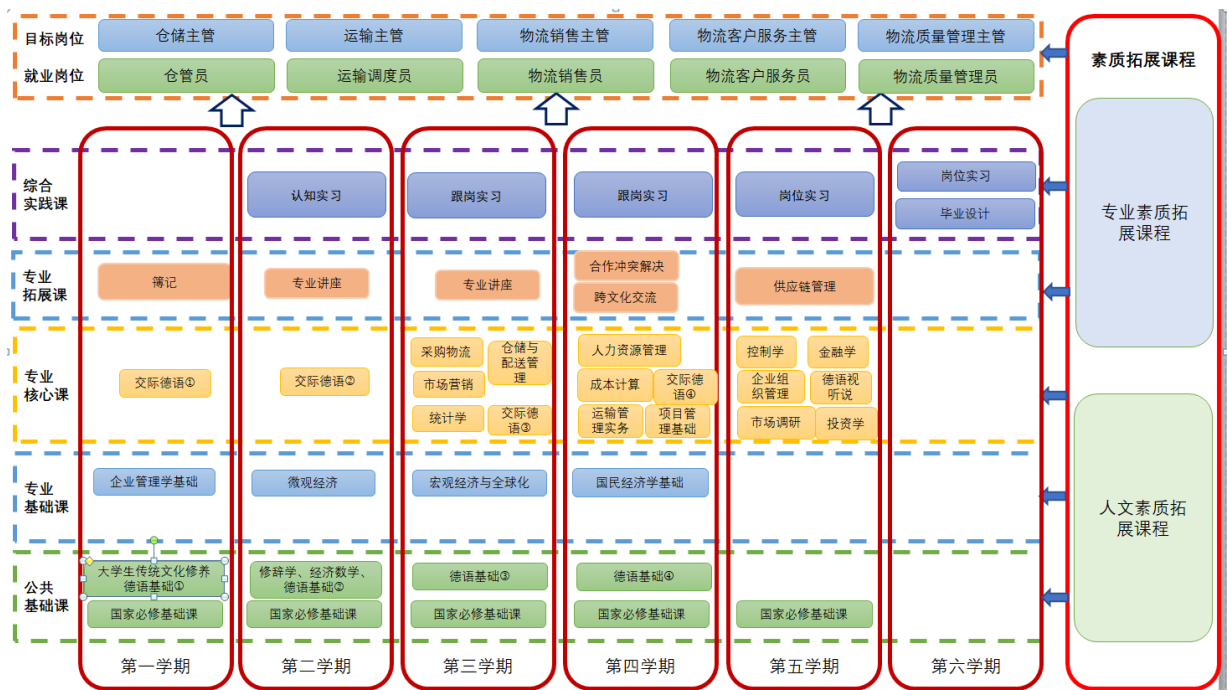 目标岗位
仓储主管
运输主管
物流销售主管
物流客户服务主管
物流质量管理主管
就业岗位
仓管员
运输调度员
物流销售员
物流客户服务员
物流质量管理员
素质拓展课程
专业素质拓
展课程
人文素质拓
展课程
综合
实践课
认知实习
跟岗实习
跟岗实习
岗位实习
岗位实习
毕业设计
专业
拓展课
簿记
专业讲座
专业讲座
合作冲突解决
跨文化交流
供应链管理
专业
核心课
交际德语①
交际德语②
采购物流
仓储与
配送管
理
市场营销
统计学
交际德
语③
人力资源管理
成本计算
交际德
语④
运输管
理实务
项目管
理基础
控制学
金融学
企业组
织管理
德语视
听说
市场调研
投资学
专业
基础课
企业管理学基础
微观经济
宏观经济与全球化
国民经济学基础
公共
基础课
大学生传统文化修养
德语基础①
国家必修基础课
修辞学、经济数学、
德语基础②
国家必修基础课
德语基础③
国家必修基础课
德语基础④
国家必修基础课
国家必修基础课
第一学期
第二学期
第三学期
第四学期
第五学期
第六学期